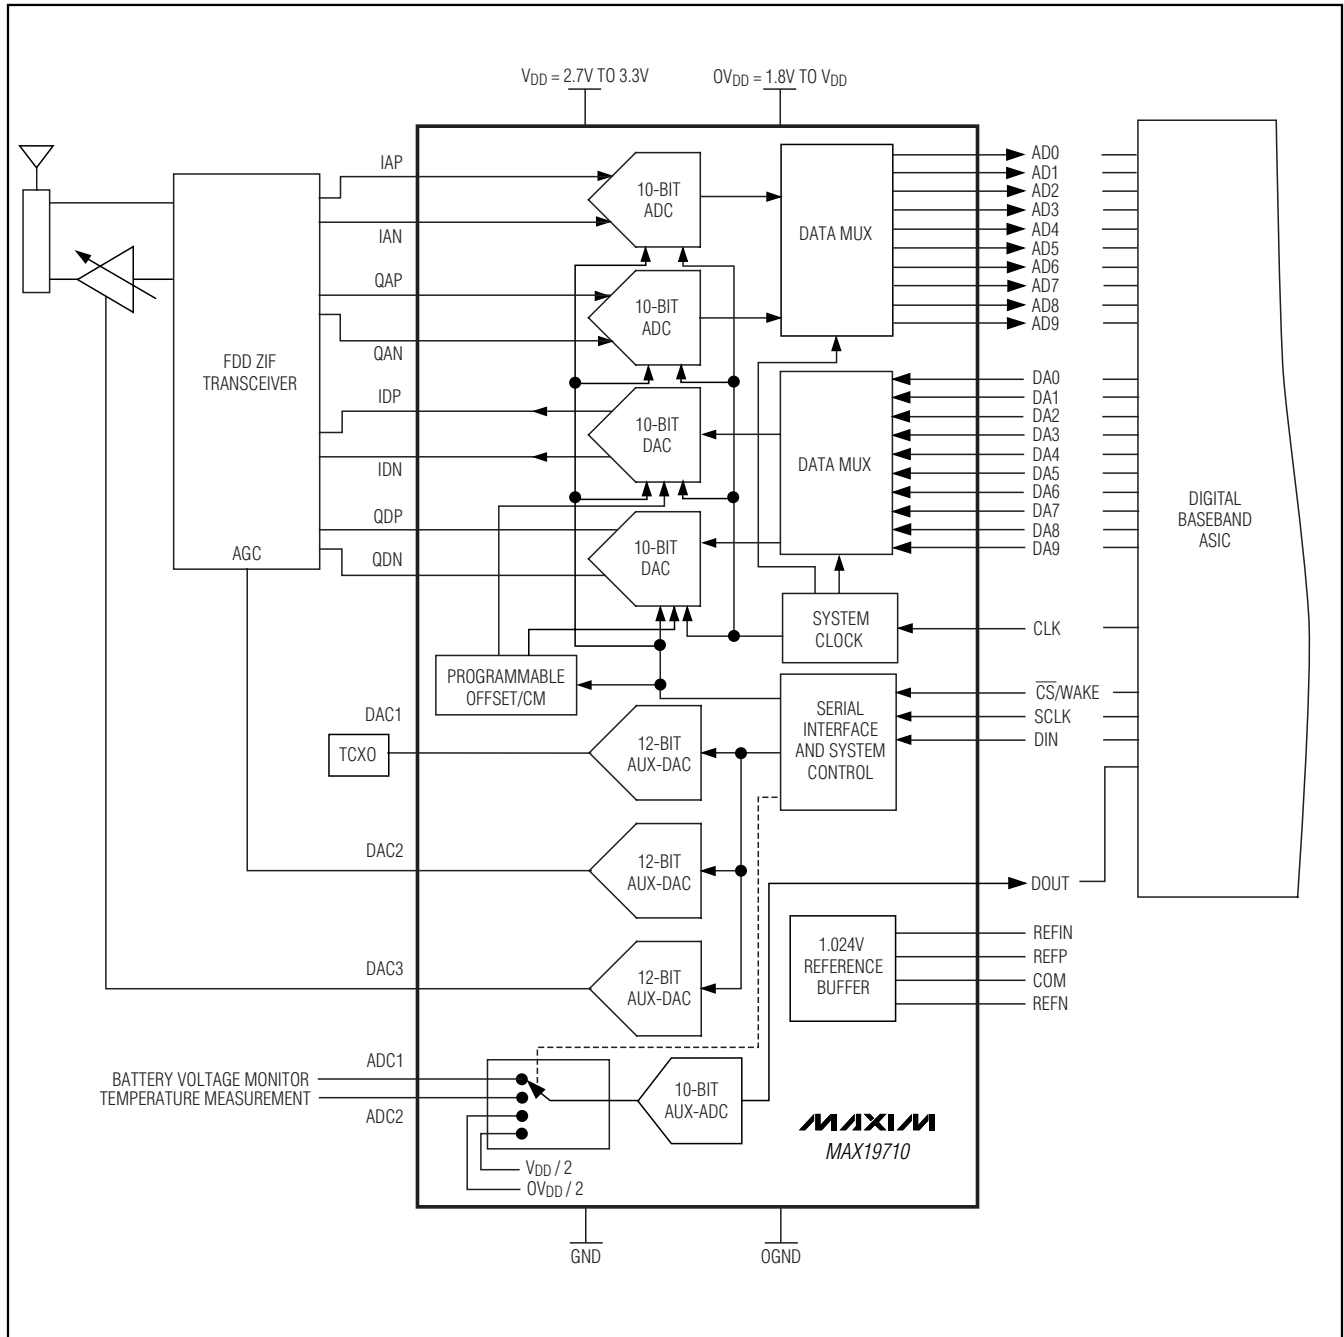 VDD = 2.7V TO 3.3V
OVDD = 1.8V TO VDD
FDD ZIF
TRANSCEIVER
AGC
IAP
IAN
QAP
QAN
IDP
IDN
QDP
QDN
10-BIT
ADC
10-BIT
ADC
10-BIT
DAC
10-BIT
DAC
DATA MUX
DATA MUX
AD0
AD1
AD2
AD3
AD4
AD5
AD6
AD7
AD8
AD9
DA0
DA1
DA2
DA3
DA4
DA5
DA6
DA7
DA8
DA9
DIGITAL
BASEBAND
ASIC
SYSTEM
CLOCK
CLK
PROGRAMMABLE
OFFSET/CM
SERIAL
INTERFACE
AND SYSTEM
CONTROL
CS/WAKE
SCLK
DIN
DAC1
TCXO
12-BIT
AUX-DAC
DAC2
12-BIT
AUX-DAC
DOUT
DAC3
12-BIT
AUX-DAC
1.024V
REFERENCE
BUFFER
REFIN
REFP
COM
REFN
ADC1
BATTERY VOLTAGE MONITOR
TEMPERATURE MEASUREMENT
ADC2
10-BIT
AUX-ADC
VDD / 2
OVDD / 2
MAXIM
MAX19710
GND
OGND